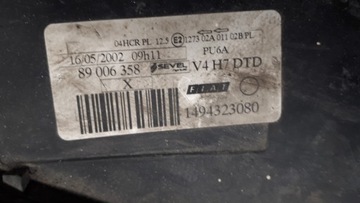 04HCR PL 12.5 E2 1273 02A 011 02B PL
16/05/2002 09h11 PU6A
89 006 358 SEVEL V4 H7 DTD
X FIAT
1494323080